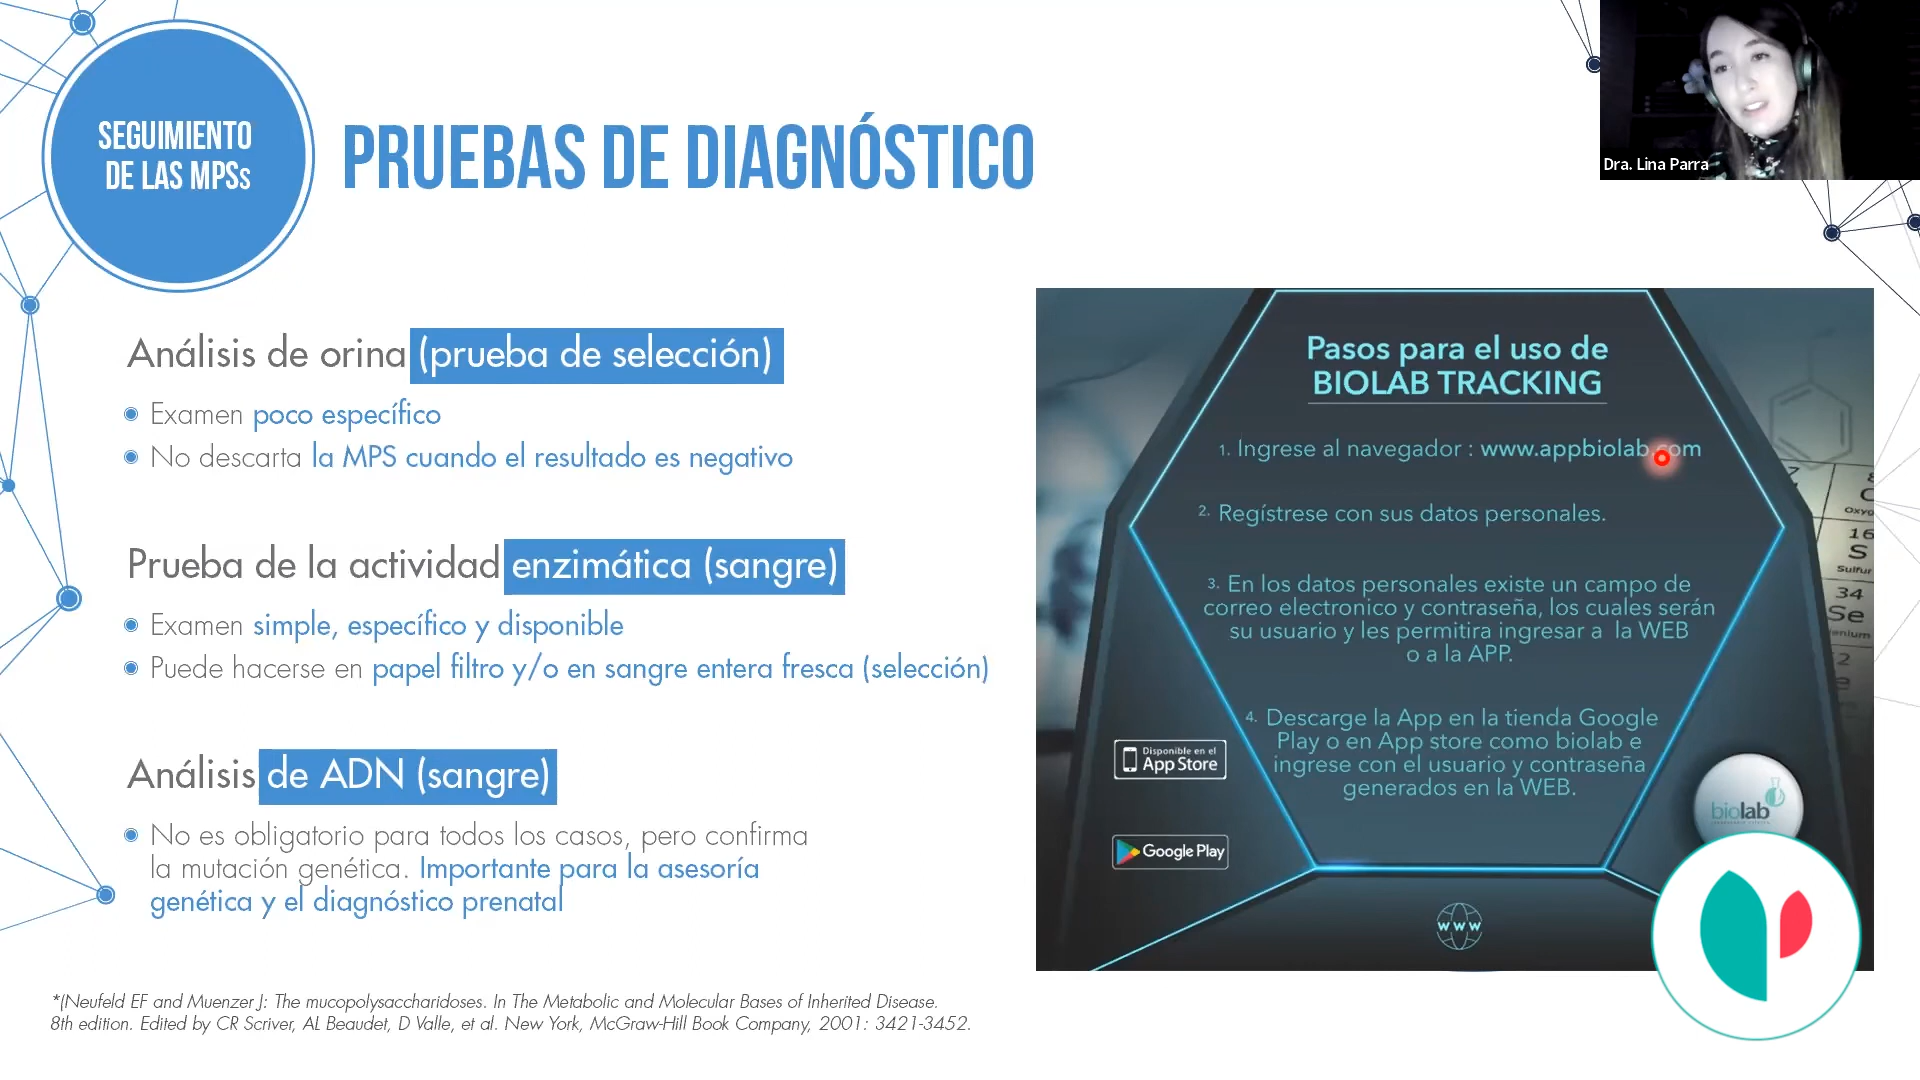 SEGUIMIENTO
DE LAS MPSs
PRUEBAS DE DIAGNÓSTICO
Dra. Lina Parra
Análisis de orina (prueba de selección)
Examen poco específico
No descarta la MPS cuando el resultado es negativo
Prueba de la actividad enzimática (sangre)
Examen simple, específico y disponible
Puede hacerse en papel filtro y/o en sangre entera fresca (selección)
Análisis de ADN (sangre)
No es obligatorio para todos los casos, pero confirma
la mutación genética. Importante para la asesoría
genética y el diagnóstico prenatal
*(Neufeld EF and Muenzer J: The mucopolysaccharidoses. In The Metabolic and Molecular Bases of Inherited Disease.
8th edition. Edited by CR Scriver, AL Beaudet, D Valle, et al. New York, McGraw-Hill Book Company, 2001: 3421-3452.
Pasos para el uso de
BIOLAB TRACKING
1. Ingrese al navegador : www.appbiolab.com
2. Regístrese con sus datos personales.
3. En los datos personales existe un campo de
correo electronico y contraseña, los cuales serán
su usuario y les permitira ingresar a la WEB
o a la APP.
4. Descarge la App en la tienda Google
Play o en App store como biolab e
ingrese con el usuario y contraseña
generados en la WEB.
Disponible en el
App Store
Google Play
www
biolab
16
S
Sulfur
34
Se